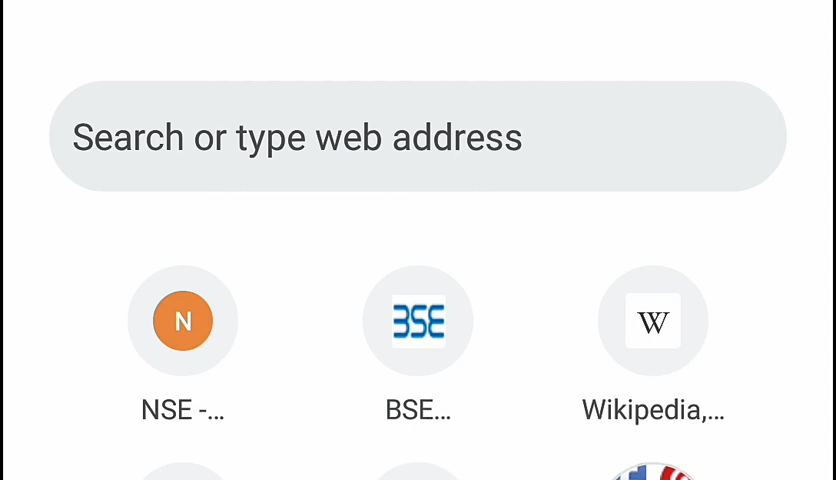 Search or type web address
N
BSE
W
NSE -...
BSE...
Wikipedia,...